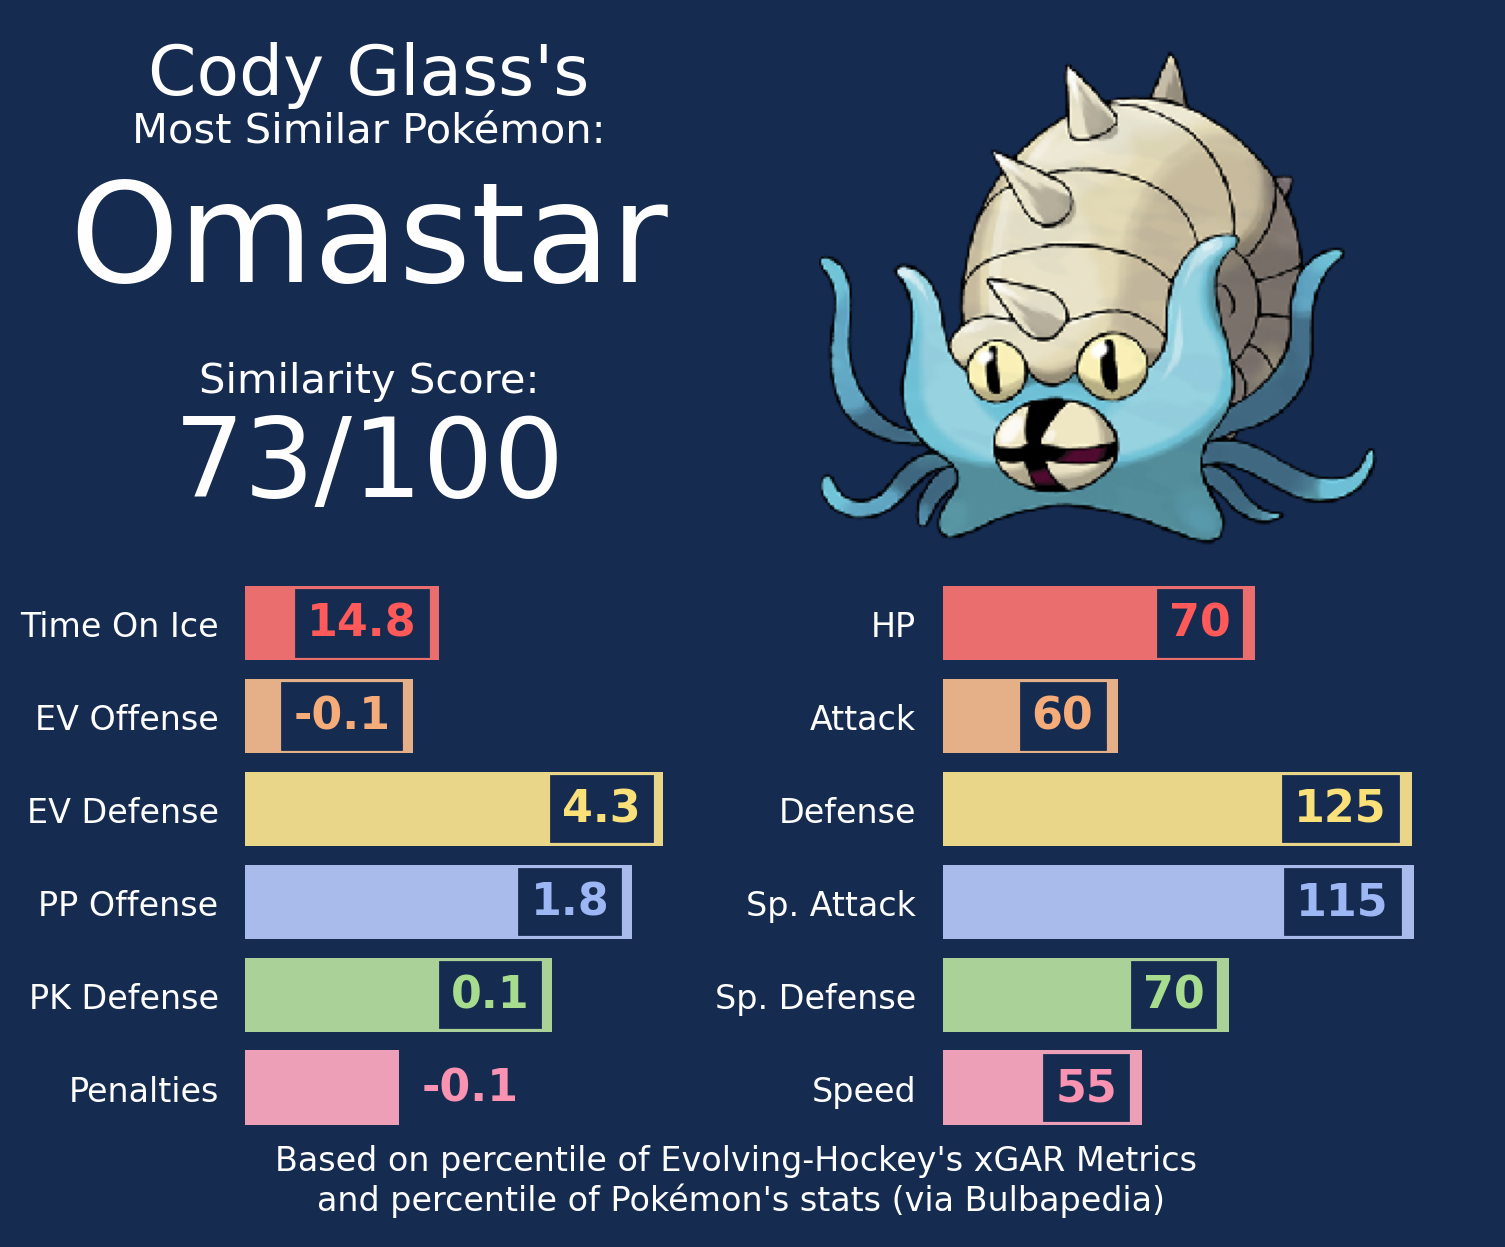 Cody Glass's
Most Similar Pokémon:
Omastar
Similarity Score:
73/100
Time On Ice 14.8
EV Offense -0.1
EV Defense 4.3
PP Offense 1.8
PK Defense 0.1
Penalties -0.1
HP 70
Attack 60
Defense 125
Sp. Attack 115
Sp. Defense 70
Speed 55
Based on percentile of Evolving-Hockey's xGAR Metrics
and percentile of Pokémon's stats (via Bulbapedia)